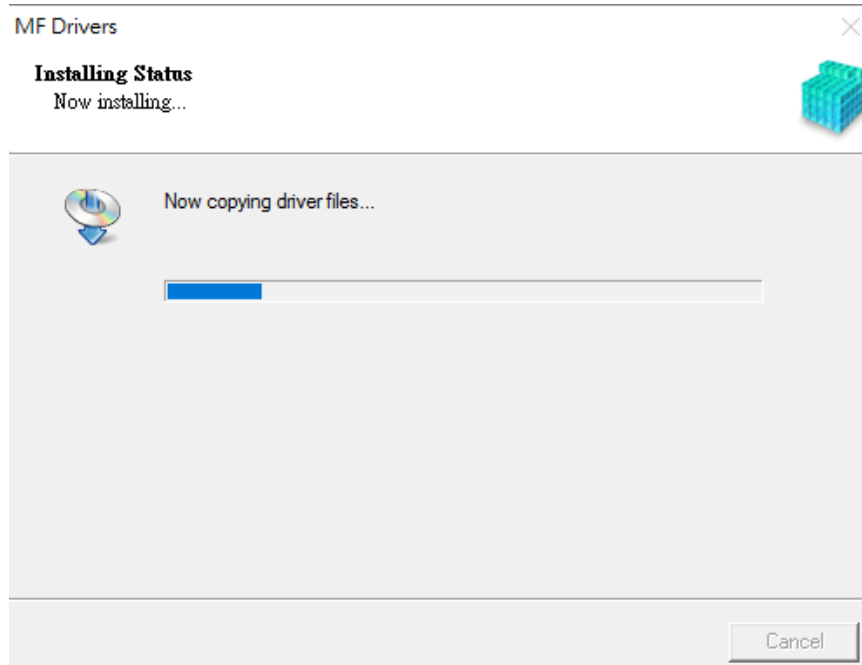 MF Drivers
Installing Status
Now installing...
Now copying driver files...
Cancel